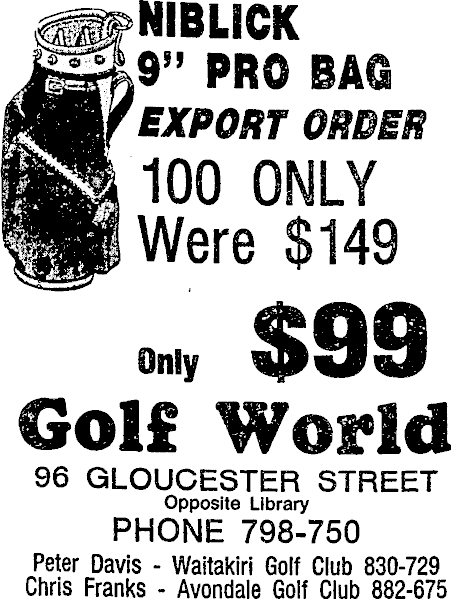 NIBLICK
9" PRO BAG
EXPORT ORDER
100 ONLY
Were $149
Only $99
Golf World
96 GLOUCESTER STREET
Opposite Library
PHONE 798-750
Peter Davis - Waitakiri Golf Club 830-729
Chris Franks - Avondale Golf Club 882-675